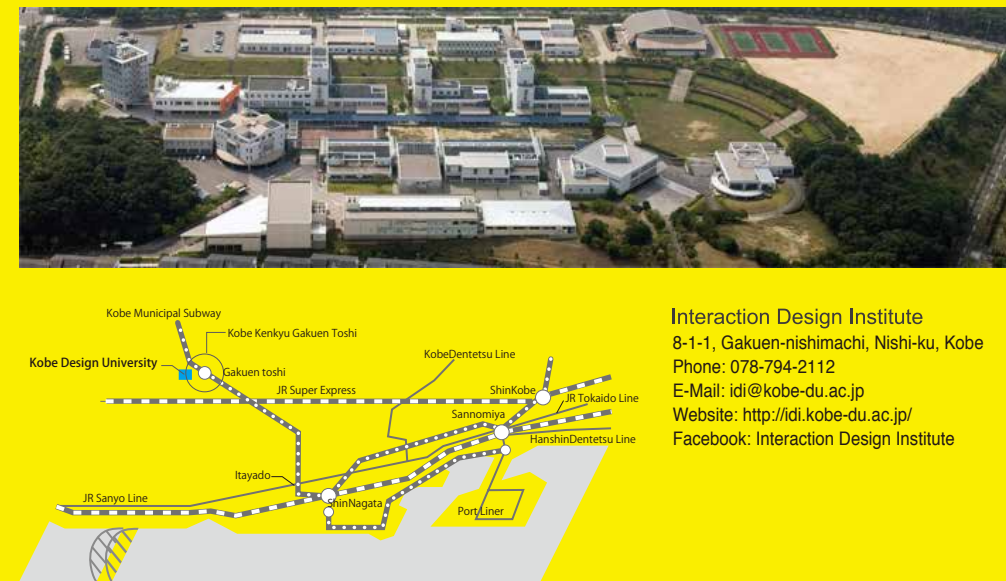 Kobe Municipal Subway
Kobe Kenkyu Gakuen Toshi
Kobe Design University
Gakuen toshi
KobeDentetsu Line
JR Super Express
ShinKobe
JR Tokaido Line
Sannomiya
HanshinDentetsu Line
Itayado
JR Sanyo Line
ShinNagata
Port Liner
Interaction Design Institute
8-1-1, Gakuen-nishimachi, Nishi-ku, Kobe
Phone: 078-794-2112
E-Mail: idi@kobe-du.ac.jp
Website: http://idi.kobe-du.ac.jp/
Facebook: Interaction Design Institute